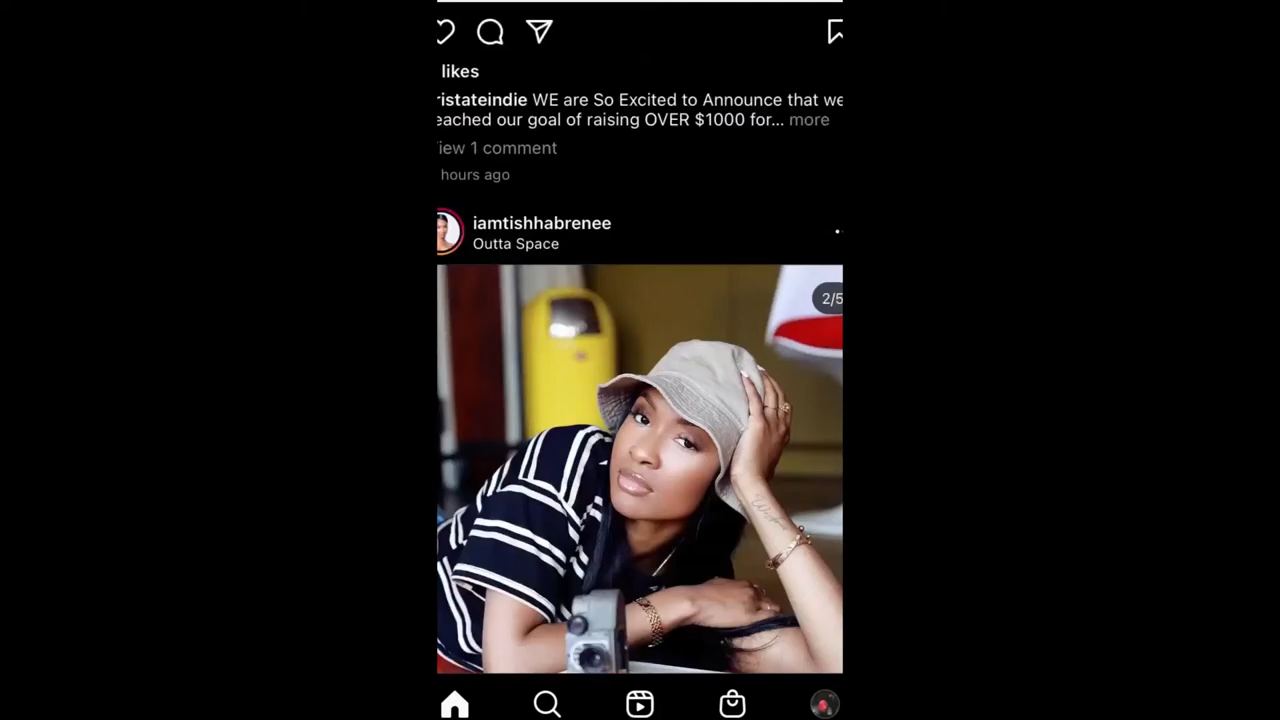 likes
ristateindie WE are So Excited to Announce that we
eached our goal of raising OVER $1000 for... more
iew 1 comment
hours ago
iamtishhabrenee
Outta Space
2/5